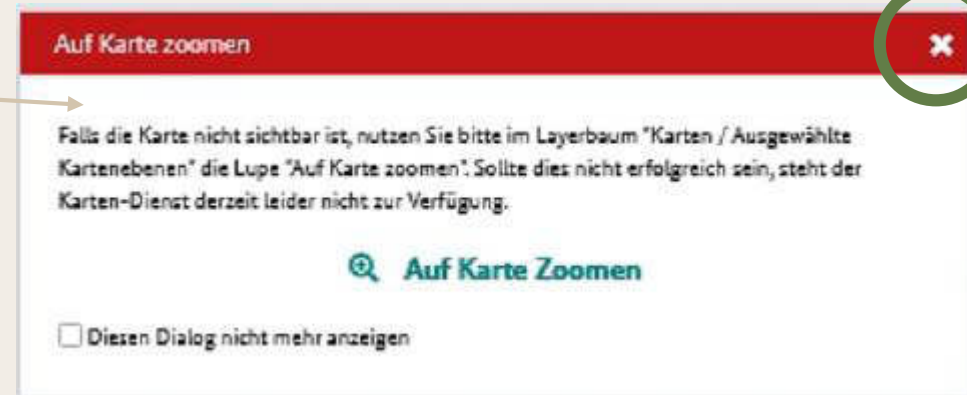 Auf Karte zoomen
Falls die Karte nicht sichtbar ist, nutzen Sie bitte im Layerbaum "Karten / Ausgewählte
Kartenebenen" die Lupe "Auf Karte zoomen". Sollte dies nicht erfolgreich sein, steht der
Karten-Dienst derzeit leider nicht zur Verfügung.
Auf Karte Zoomen
Diesen Dialog nicht mehr anzeigen